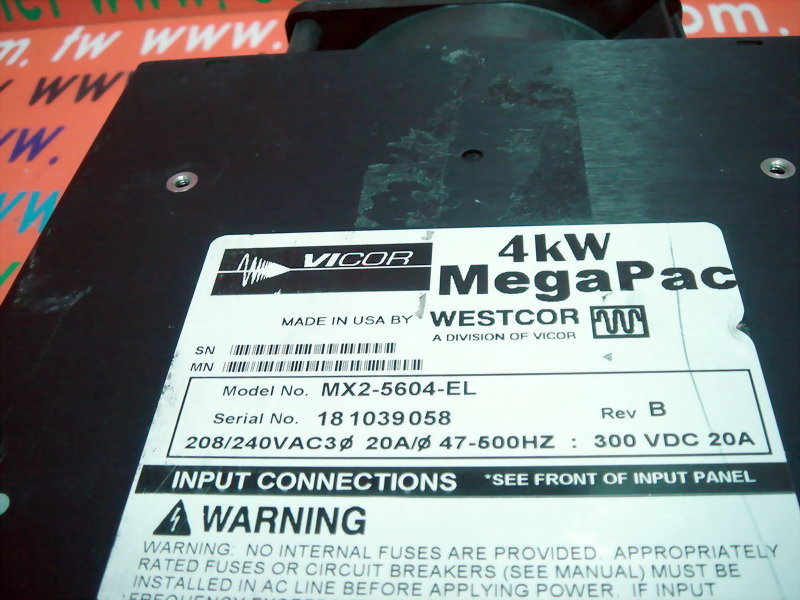 com. tw www.
com.
VICOR 4kW
MegaPac
MADE IN USA BY WESTCOR
A DIVISION OF VICOR
SN
MN
Model No. MX2-5604-EL
Serial No. 181039058 Rev B
208/240VAC3ø 20A/ø 47-500HZ : 300 VDC 20A
INPUT CONNECTIONS *SEE FRONT OF INPUT PANEL
WARNING
WARNING: NO INTERNAL FUSES ARE PROVIDED. APPROPRIATELY
RATED FUSES OR CIRCUIT BREAKERS (SEE MANUAL) MUST BE
INSTALLED IN AC LINE BEFORE APPLYING POWER. IF INPUT